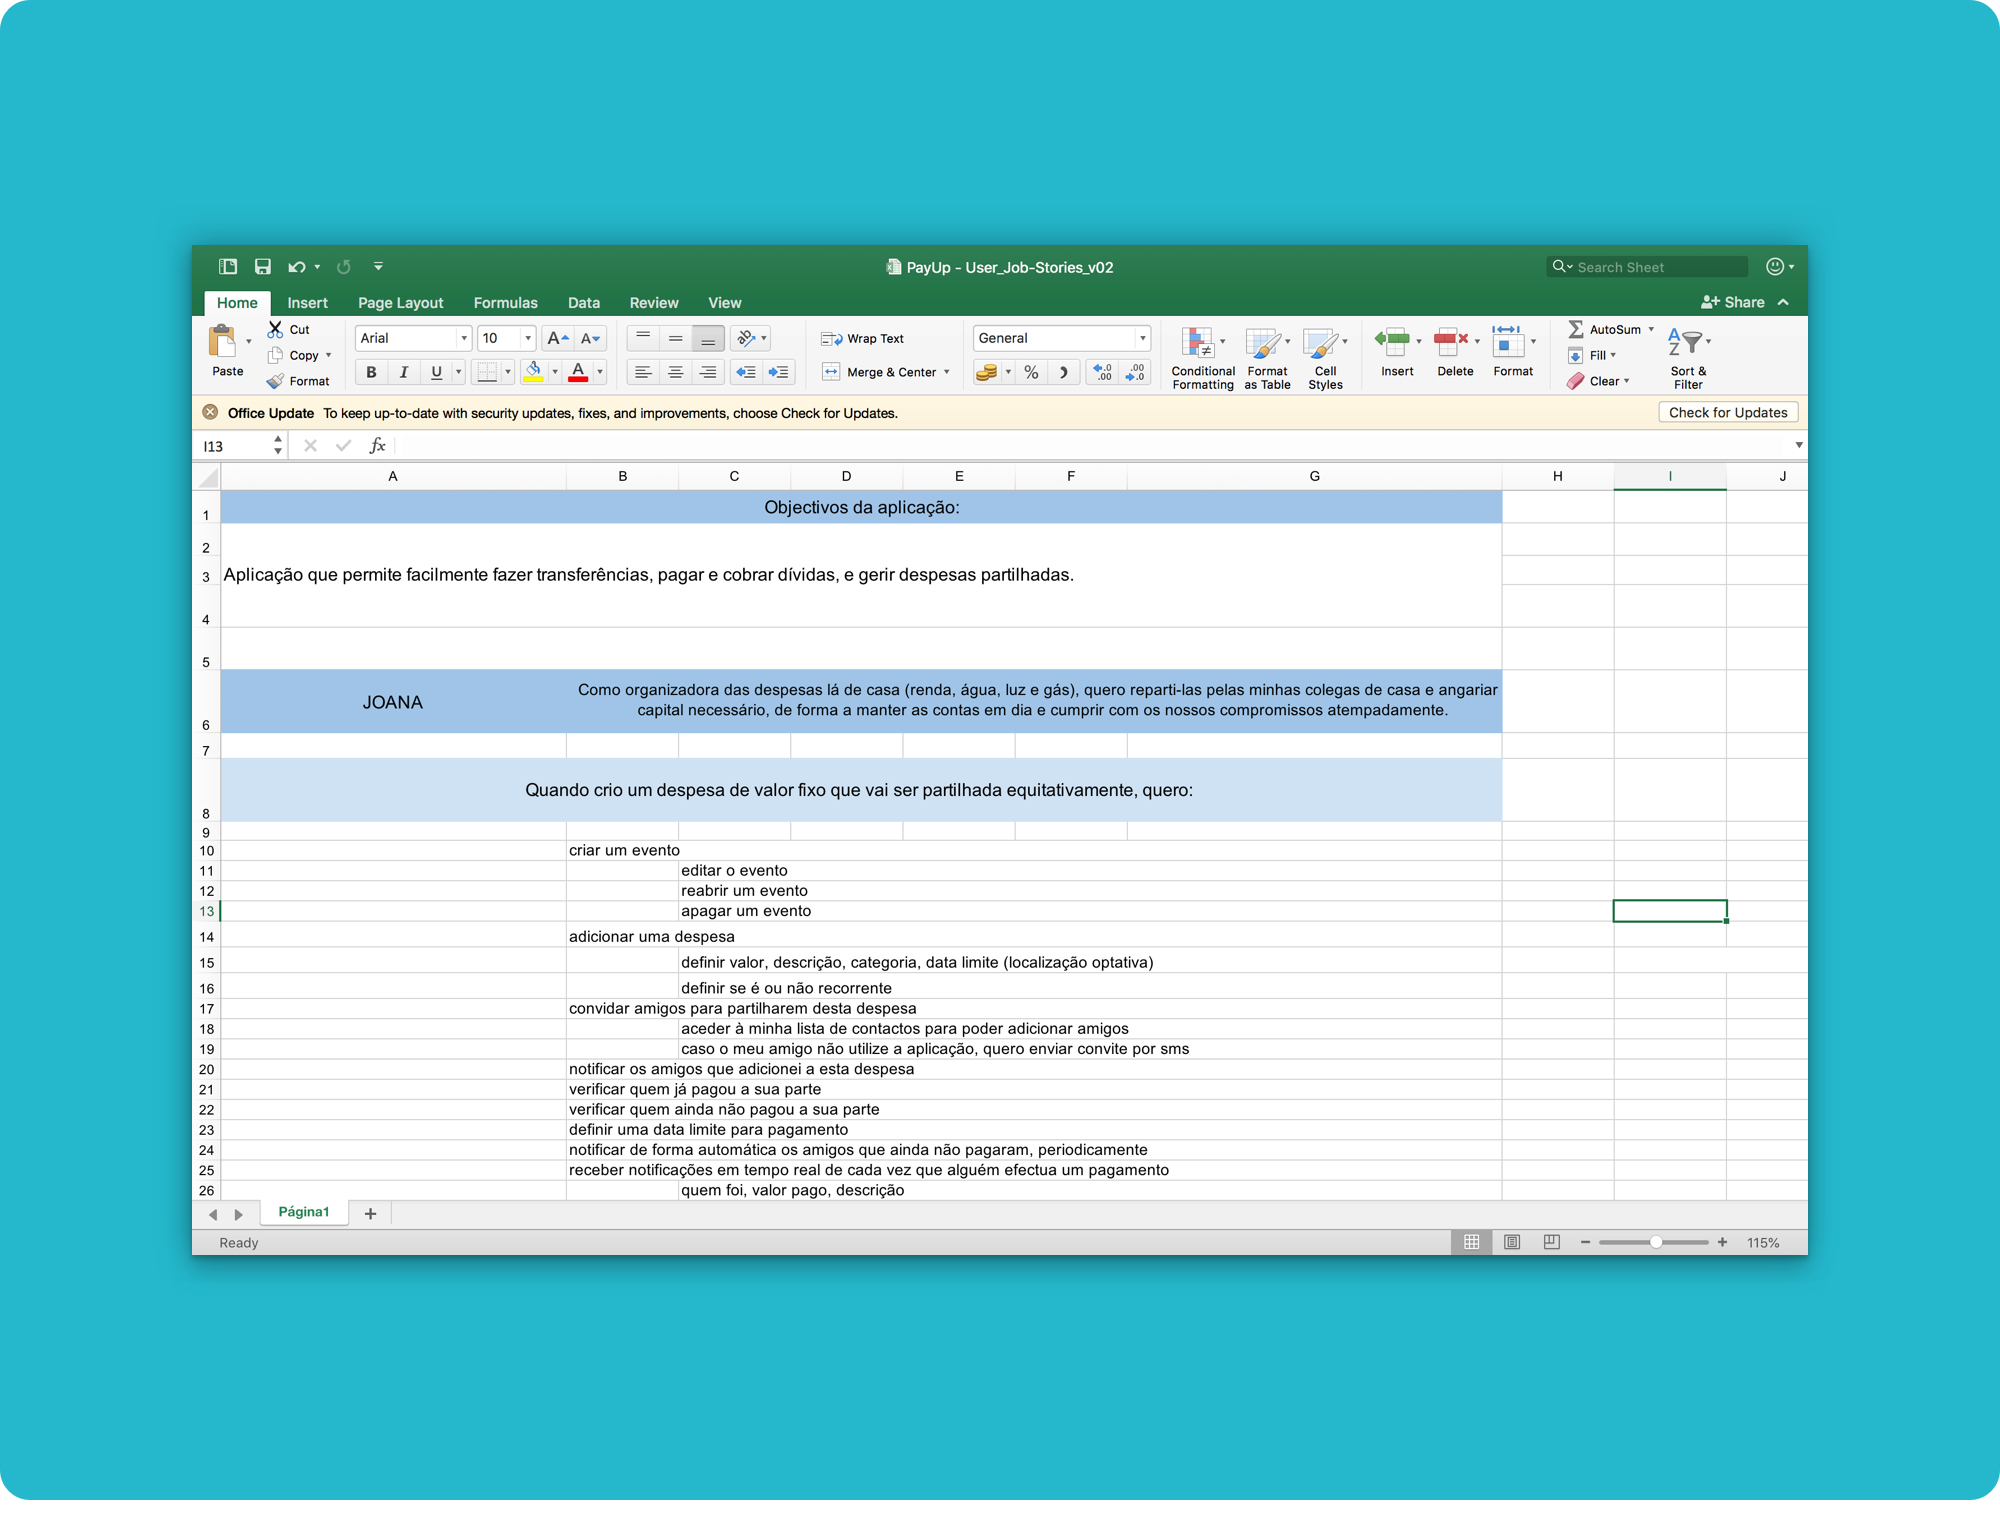 PayUp - User_Job-Stories_v02
Search Sheet
Home Insert Page Layout Formulas Data Review View
Share
Paste
Cut
Copy
Format
Arial 10
A A
B I U A
Wrap Text
Merge & Center
General
%
Conditional Formatting
Format as Table
Cell Styles
Insert
Delete
Format
AutoSum
Fill
Clear
Sort & Filter
Office Update To keep up-to-date with security updates, fixes, and improvements, choose Check for Updates.
Check for Updates
I13 fx
A B C D E F G H I J
1 Objectivos da aplicação:
2
3 Aplicação que permite facilmente fazer transferências, pagar e cobrar dívidas, e gerir despesas partilhadas.
4
5
JOANA
Como organizadora das despesas lá de casa (renda, água, luz e gás), quero reparti-las pelas minhas colegas de casa e angariar
capital necessário, de forma a manter as contas em dia e cumprir com os nossos compromissos atempadamente.
6
7
Quando crio um despesa de valor fixo que vai ser partilhada equitativamente, quero:
8
9
10 criar um evento
11 editar o evento
12 reabrir um evento
13 apagar um evento
14 adicionar uma despesa
15 definir valor, descrição, categoria, data limite (localização optativa)
16 definir se é ou não recorrente
17 convidar amigos para partilharem desta despesa
18 aceder à minha lista de contactos para poder adicionar amigos
19 caso o meu amigo não utilize a aplicação, quero enviar convite por sms
20 notificar os amigos que adicionei a esta despesa
21 verificar quem já pagou a sua parte
22 verificar quem ainda não pagou a sua parte
23 definir uma data limite para pagamento
24 notificar de forma automática os amigos que ainda não pagaram, periodicamente
25 receber notificações em tempo real de cada vez que alguém efectua um pagamento
26 quem foi, valor pago, descrição
Página1 +
Ready
115%